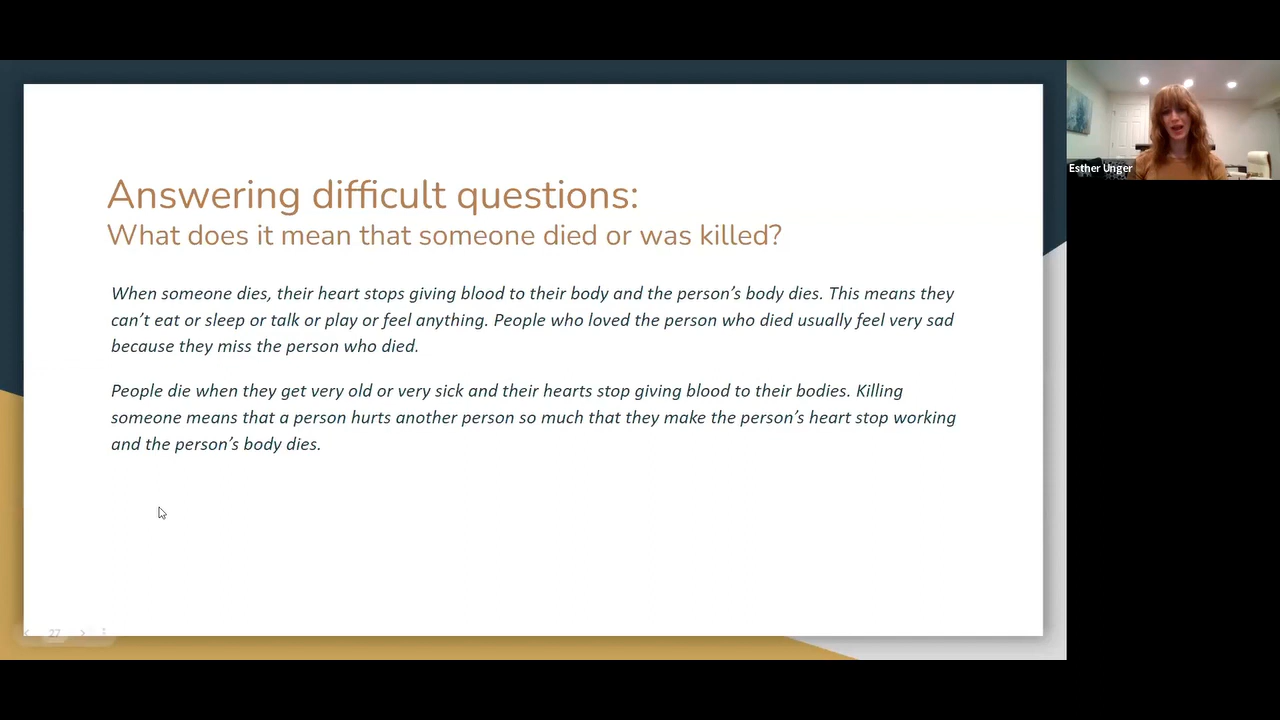 Answering difficult questions:
What does it mean that someone died or was killed?
When someone dies, their heart stops giving blood to their body and the person’s body dies. This means they
can’t eat or sleep or talk or play or feel anything. People who loved the person who died usually feel very sad
because they miss the person who died.
People die when they get very old or very sick and their hearts stop giving blood to their bodies. Killing
someone means that a person hurts another person so much that they make the person’s heart stop working
and the person’s body dies.
27
Esther Unger